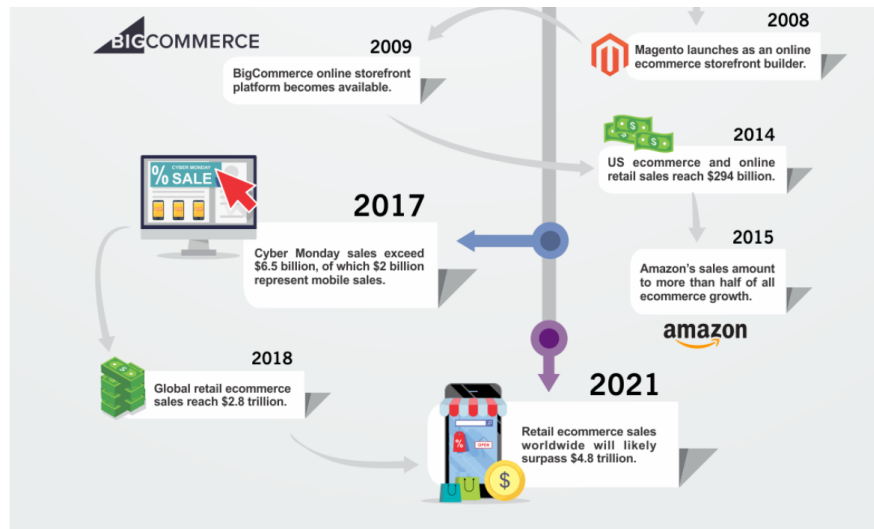 2008
Magento launches as an online
ecommerce storefront builder.
BIGCOMMERCE
2009
BigCommerce online storefront
platform becomes available.
2014
US ecommerce and online
retail sales reach $294 billion.
2015
Amazon's sales amount
to more than half of all
ecommerce growth.
amazon
CYBER MONDAY
% SALE
2017
Cyber Monday sales exceed
$6.5 billion, of which $2 billion
represent mobile sales.
2018
Global retail ecommerce
sales reach $2.8 trillion.
2021
Retail ecommerce sales
worldwide will likely
surpass $4.8 trillion.
%
OPEN
$